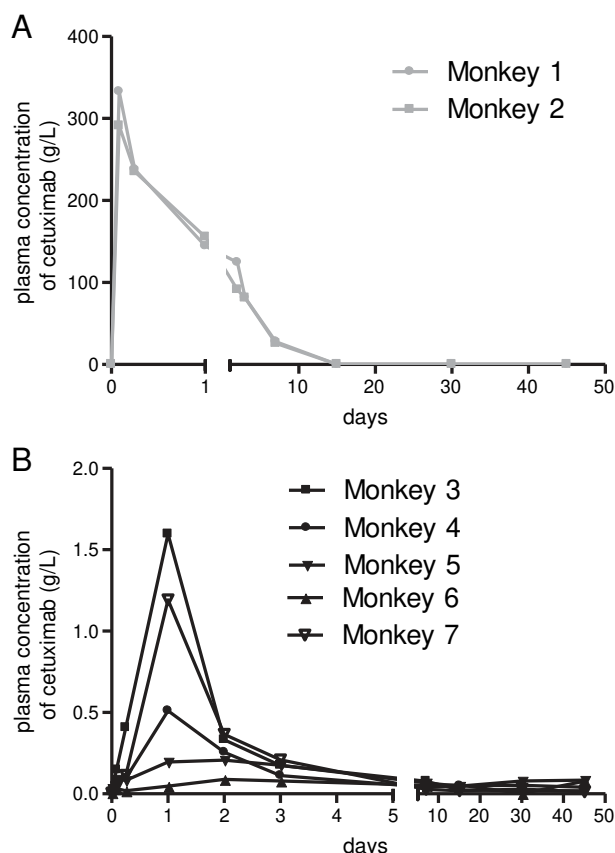 A
400
300
200
100
0
plasma concentration
of cetuximab (g/L)
0 1 10 20 30 40 50
days
Monkey 1
Monkey 2
B
2.0
1.5
1.0
0.5
0.0
plasma concentration
of cetuximab (g/L)
0 1 2 3 4 5 10 20 30 40 50
days
Monkey 3
Monkey 4
Monkey 5
Monkey 6
Monkey 7